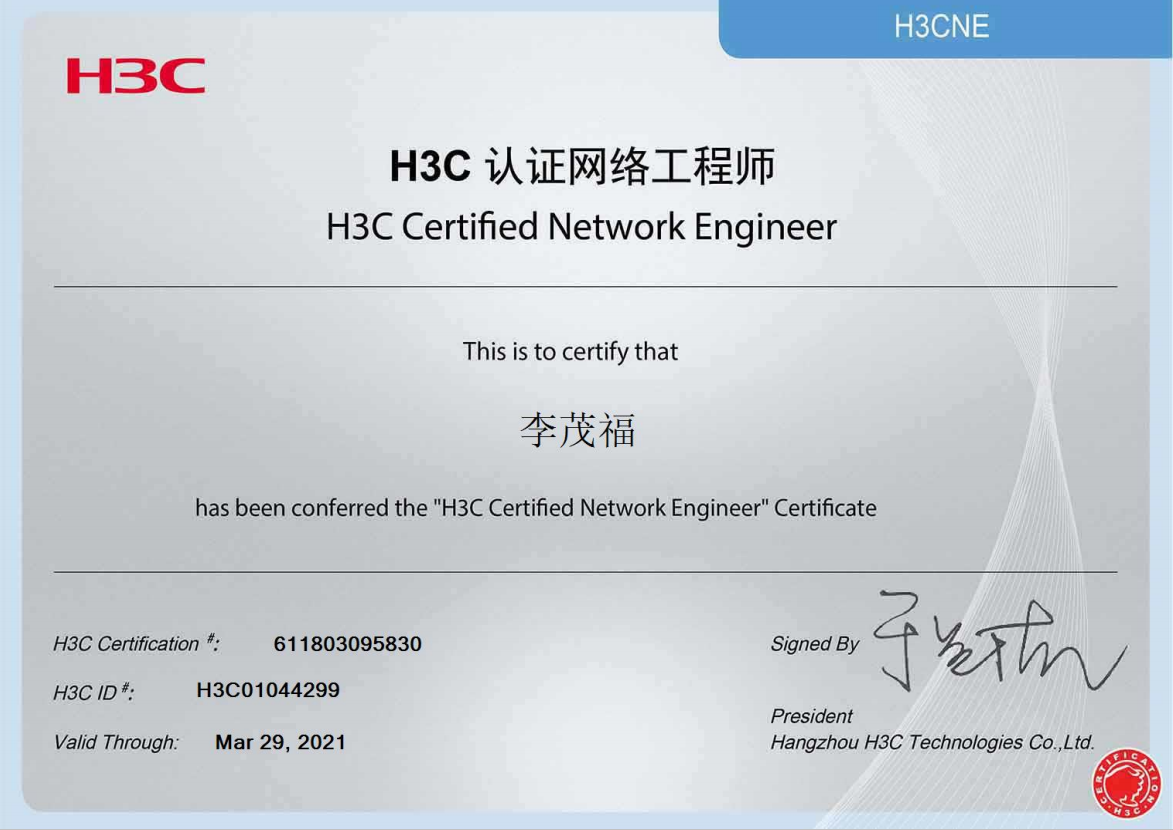 H3CNE
H3C
H3C 认证网络工程师
H3C Certified Network Engineer
This is to certify that
李茂福
has been conferred the "H3C Certified Network Engineer" Certificate
H3C Certification #: 611803095830
Signed By
H3C ID #: H3C01044299
President
Valid Through: Mar 29, 2021
Hangzhou H3C Technologies Co.,Ltd.
CERTIFICATION
H3C